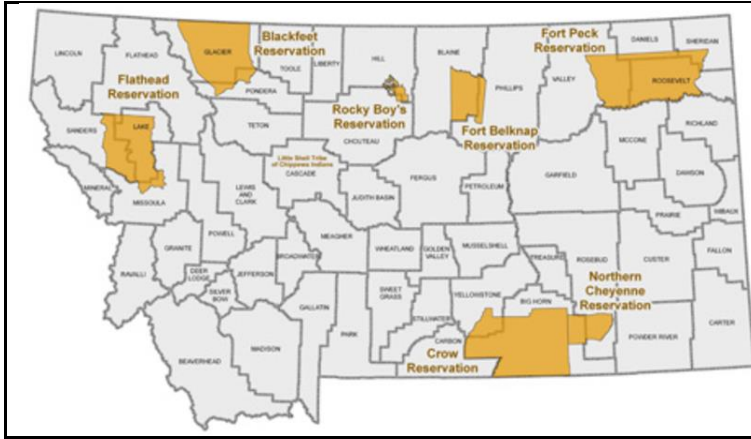 Blackfeet
Reservation
Fort Peck
Reservation
LINCOLN
FLATHEAD
GLACIER
TOOLE
LIBERTY
HILL
BLAINE
PHILLIPS
VALLEY
DANIELS
SHERIDAN
ROOSEVELT
Flathead
Reservation
PONDERA
Rocky Boy's
Reservation
Fort Belknap
Reservation
SANDERS
LAKE
TETON
CHOUTEAU
RICHLAND
MCCONE
Little Shell Tribe
of Chippewa Indians
CASCADE
FERGUS
PETROLEUM
GARFIELD
DAWSON
MINERAL
MISSOULA
LEWIS
AND
CLARK
JUDITH BASIN
PRAIRIE
WIBAUX
POWELL
MEAGHER
GRANITE
WHEATLAND
GOLDEN
VALLEY
MUSSELSHELL
TREASURE
ROSEBUD
CUSTER
FALLON
RAVALLI
DEER
LODGE
JEFFERSON
BROADWATER
Northern
Cheyenne
Reservation
SILVER
BOW
SWEET
GRASS
YELLOWSTONE
BIG HORN
GALLATIN
PARK
STILLWATER
CARBON
POWDER RIVER
CARTER
BEAVERHEAD
MADISON
Crow
Reservation